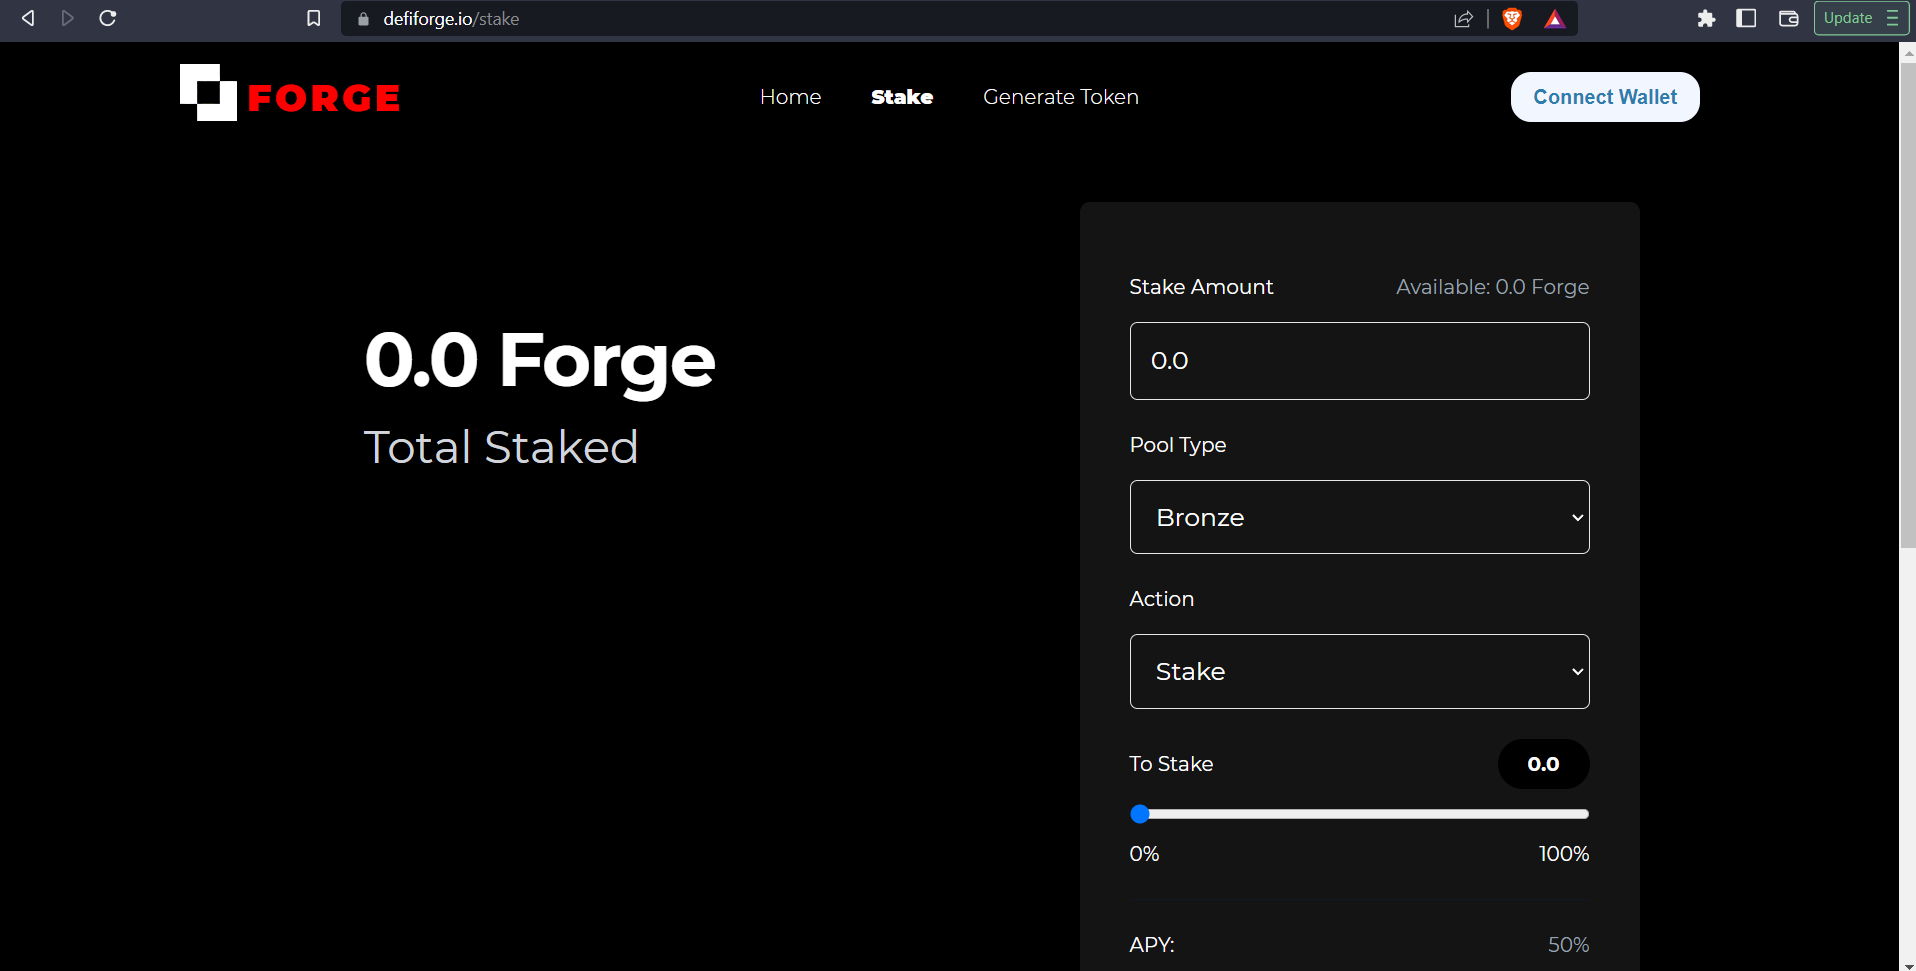 defiforge.io/stake
Update
FORGE
Home
Stake
Generate Token
Connect Wallet
0.0 Forge
Total Staked
Stake Amount
Available: 0.0 Forge
0.0
Pool Type
Bronze
Action
Stake
To Stake
0.0
0%
100%
APY:
50%